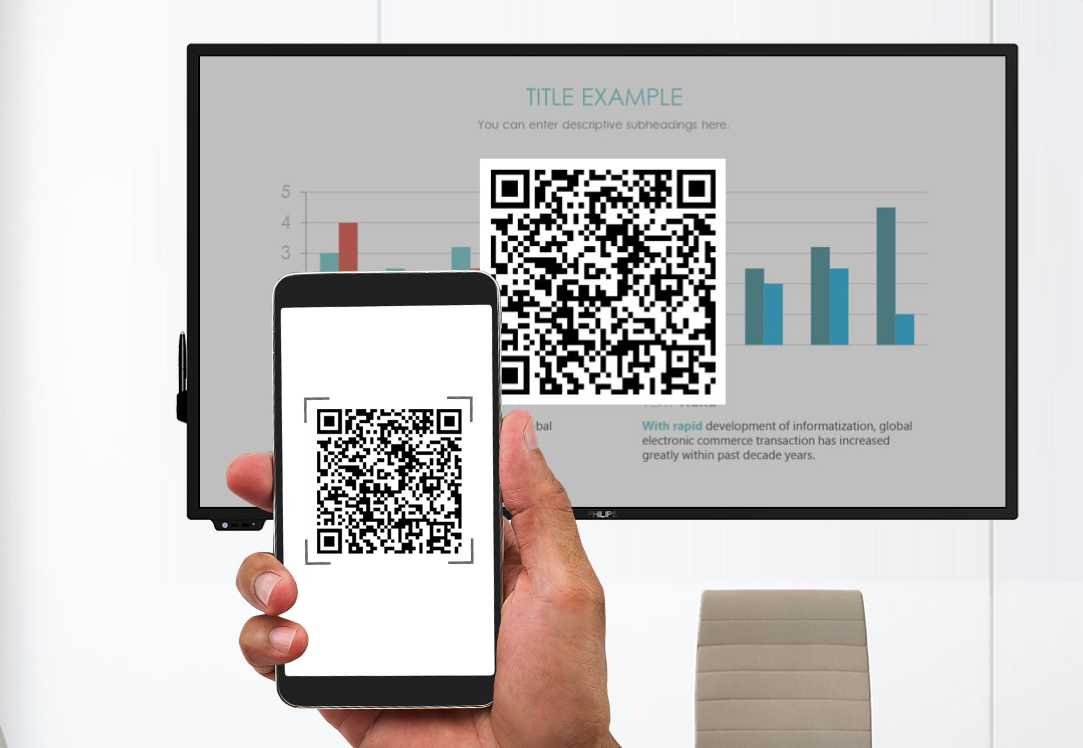 TITLE EXAMPLE
You can enter descriptive subheadings here.
5
4
3
bal
With rapid development of informatization, global
electronic commerce transaction has increased
greatly within past decade years.
PHILIPS